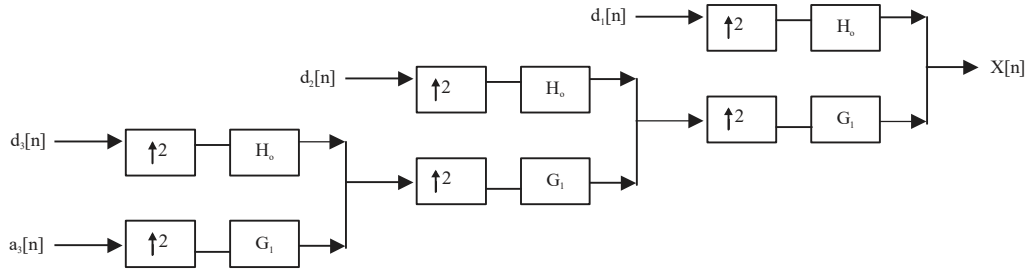 d₁[n] ↑2 Hₒ
X[n]
d₂[n] ↑2 Hₒ
↑2 G₁
d₃[n] ↑2 Hₒ
↑2 G₁
a₃[n] ↑2 G₁